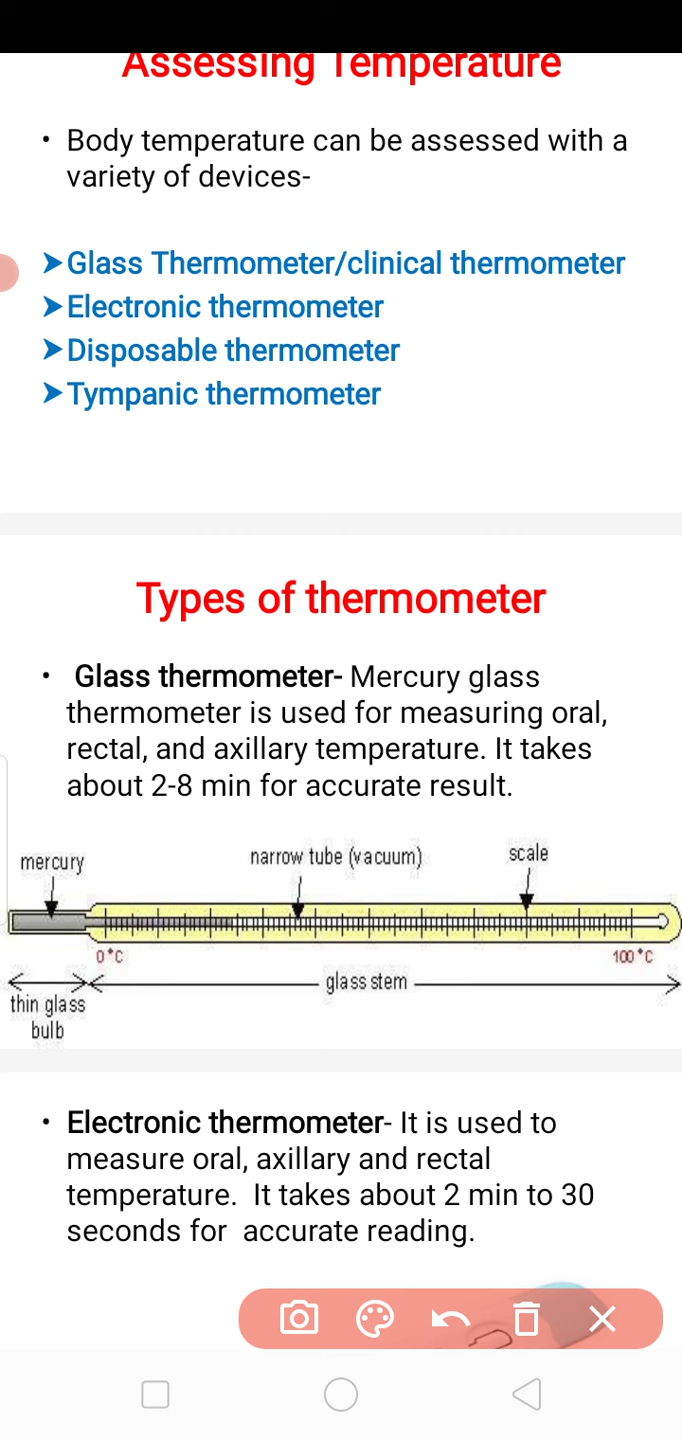 Assessing Temperature
• Body temperature can be assessed with a
variety of devices-
➤Glass Thermometer/clinical thermometer
➤Electronic thermometer
➤Disposable thermometer
➤Tympanic thermometer
Types of thermometer
• Glass thermometer- Mercury glass
thermometer is used for measuring oral,
rectal, and axillary temperature. It takes
about 2-8 min for accurate result.
mercury narrow tube (vacuum) scale
0°C 100°C
glass stem
thin glass
bulb
• Electronic thermometer- It is used to
measure oral, axillary and rectal
temperature. It takes about 2 min to 30
seconds for accurate reading.